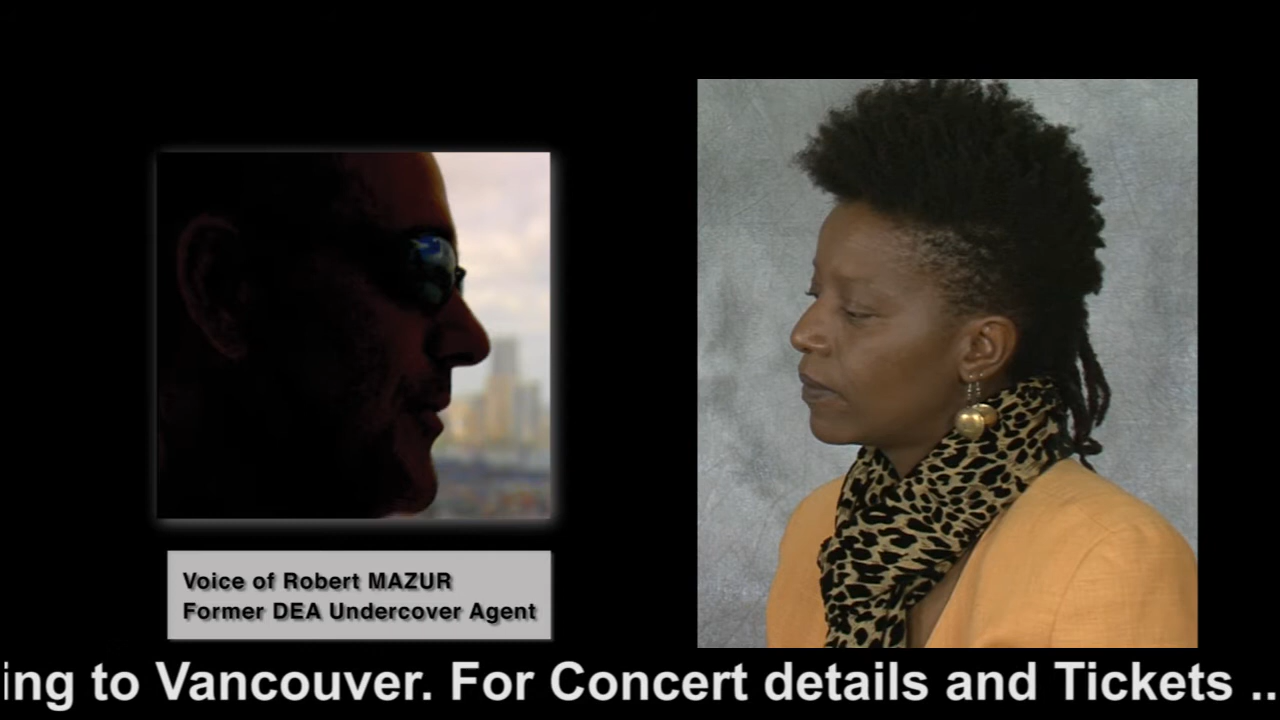 Voice of Robert MAZUR
Former DEA Undercover Agent
ing to Vancouver. For Concert details and Tickets ..